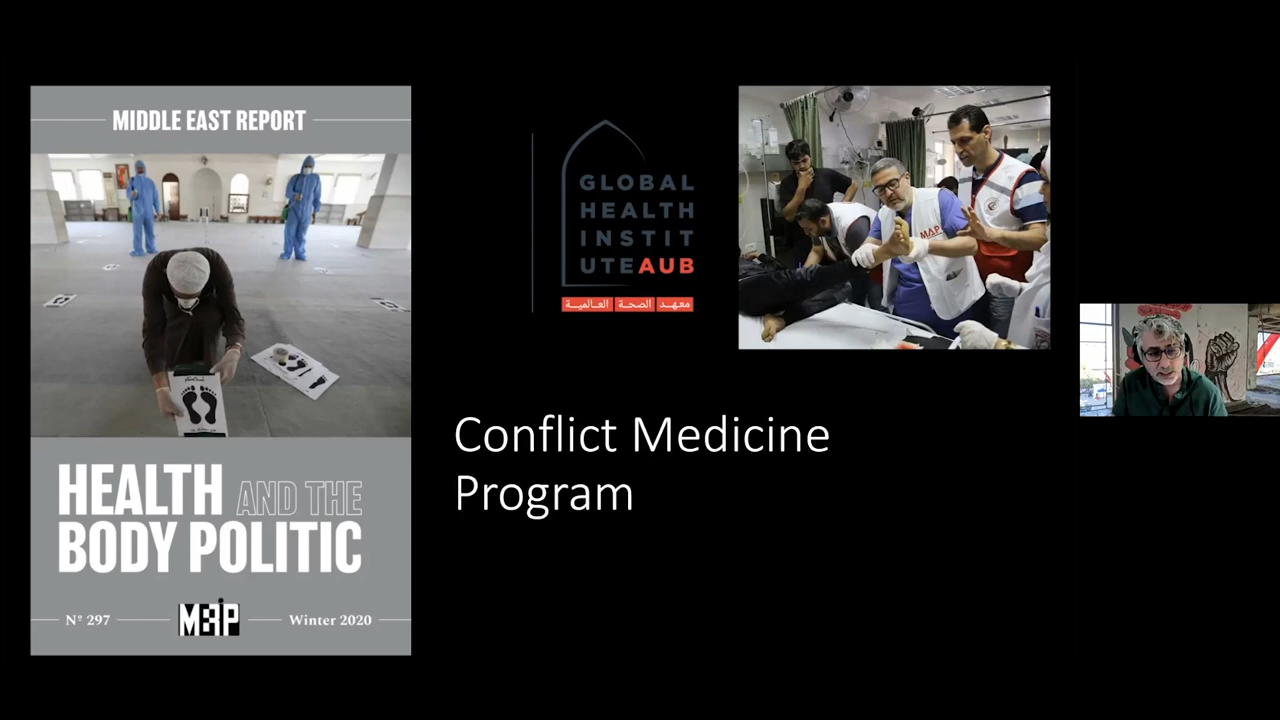 MIDDLE EAST REPORT
HEALTH AND THE
BODY POLITIC
Nº 297
MERIP
Winter 2020
GLOBAL
HEALTH
INSTIT
UTEAUB
معهد الصحة العالمية
MAP
Conflict Medicine
Program